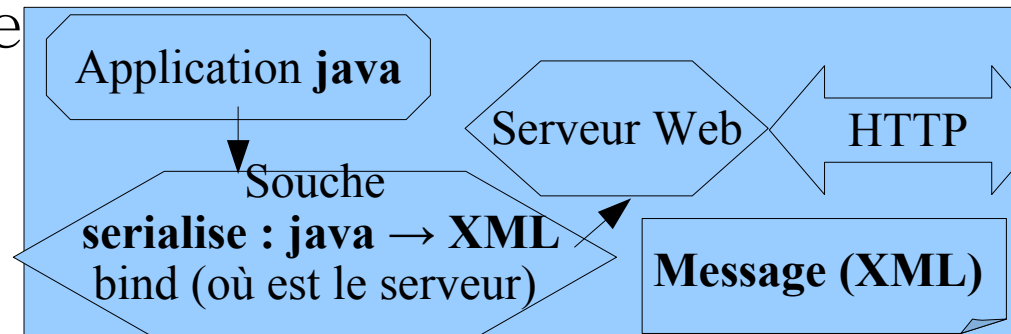 e
Application java
Serveur Web
HTTP
Souche
serialise : java → XML
bind (où est le serveur)
Message (XML)